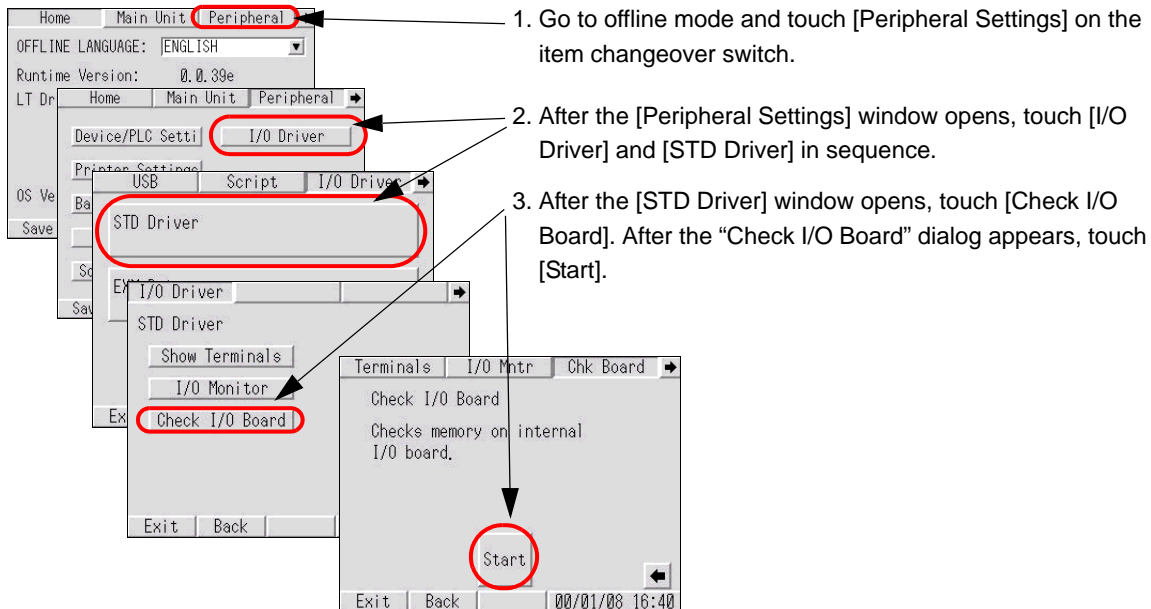 Home Main Unit Peripheral
OFFLINE LANGUAGE: ENGLISH
Runtime Version: 0.0.39e
LT Dr
OS Ve
Save
Home Main Unit Peripheral
Device/PLC Setti I/O Driver
Printer Settings
Ba
Sc
Sav
USB Script I/O Driver
STD Driver
EX
Ex
I/O Driver
STD Driver
Show Terminals
I/O Monitor
Check I/O Board
Exit Back
Terminals I/O Mntr Chk Board
Check I/O Board
Checks memory on internal
I/O board.
Start
Exit Back 00/01/08 16:40
1. Go to offline mode and touch [Peripheral Settings] on the
item changeover switch.
2. After the [Peripheral Settings] window opens, touch [I/O
Driver] and [STD Driver] in sequence.
3. After the [STD Driver] window opens, touch [Check I/O
Board]. After the “Check I/O Board” dialog appears, touch
[Start].